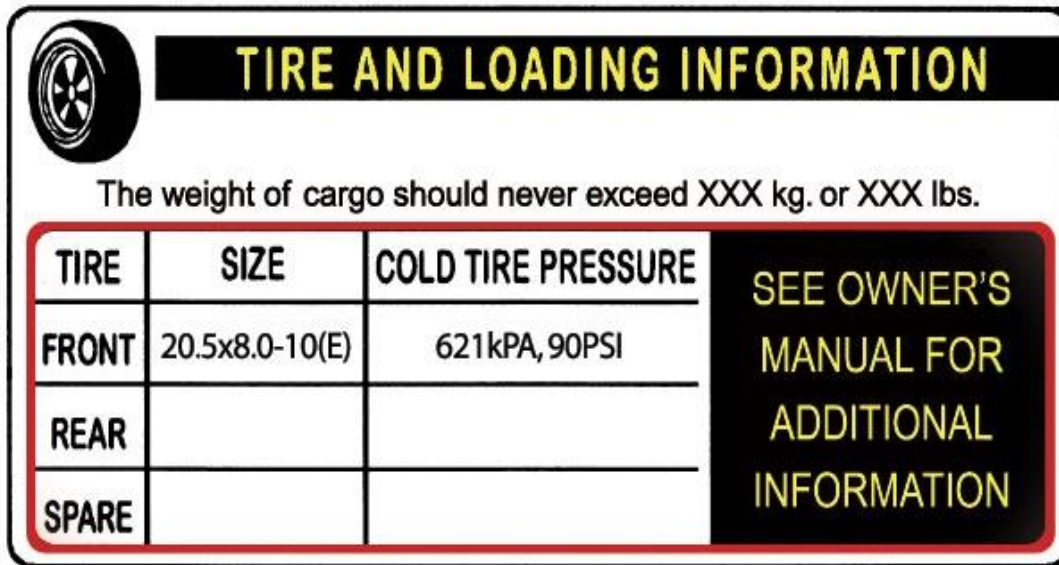 TIRE AND LOADING INFORMATION
The weight of cargo should never exceed XXX kg. or XXX lbs.
TIRE SIZE COLD TIRE PRESSURE
FRONT 20.5x8.0-10(E) 621kPA, 90PSI
REAR
SPARE
SEE OWNER'S
MANUAL FOR
ADDITIONAL
INFORMATION